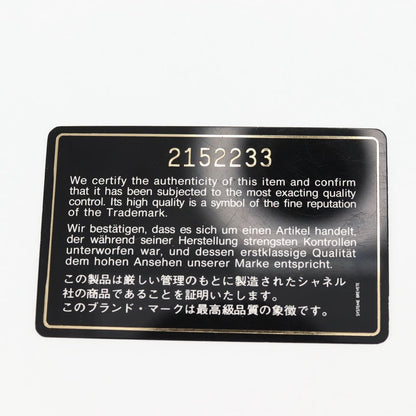 2152233
We certify the authenticity of this item and confirm
that it has been subjected to the most exacting quality
control. Its high quality is a symbol of the fine reputation
of the Trademark.
Wir bestätigen, dass es sich um einen Artikel handelt,
der während seiner Herstellung strengsten Kontrollen
unterworfen war, und dessen erstklassige Qualität
dem hohen Ansehen unserer Marke entspricht.
この製品は厳しい管理のもとに製造されたシャネル
社の商品であることを証明いたします。
このブランド・マークは最高級品質の象徴です。
SYSTEME BREVETE